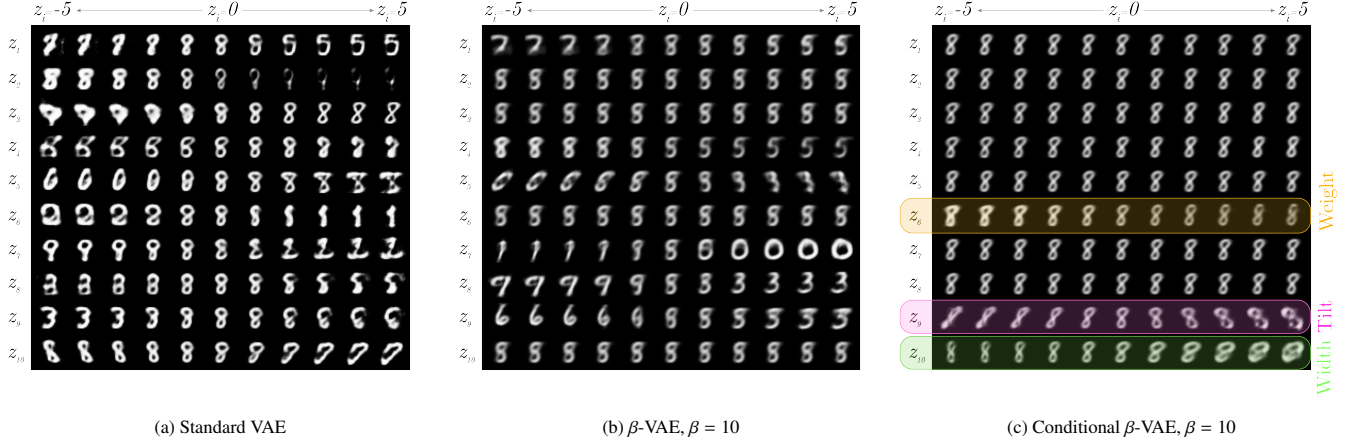 z_i=-5 z_i=0 z_i=5
z_1
z_2
z_3
z_4
z_5
z_6
z_7
z_8
z_9
z_10
(a) Standard VAE
z_i=-5 z_i=0 z_i=5
z_1
z_2
z_3
z_4
z_5
z_6
z_7
z_8
z_9
z_10
(b) β-VAE, β = 10
z_i=-5 z_i=0 z_i=5
z_1
z_2
z_3
z_4
z_5
z_6
z_7
z_8
z_9
z_10
Weight
Tilt
Width
(c) Conditional β-VAE, β = 10